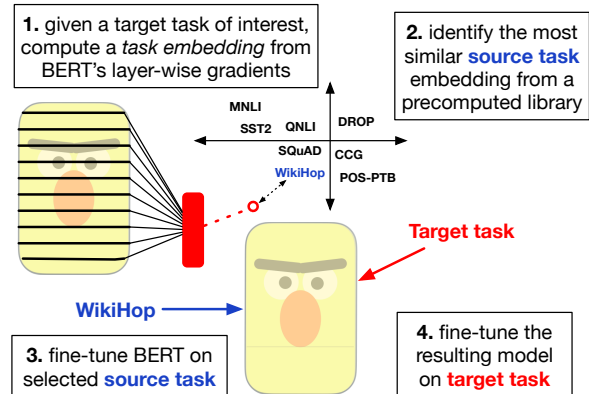 1. given a target task of interest,
compute a task embedding from
BERT's layer-wise gradients
2. identify the most
similar source task
embedding from a
precomputed library
MNLI
SST2
QNLI
DROP
SQuAD
CCG
WikiHop
POS-PTB
Target task
WikiHop
3. fine-tune BERT on
selected source task
4. fine-tune the
resulting model
on target task